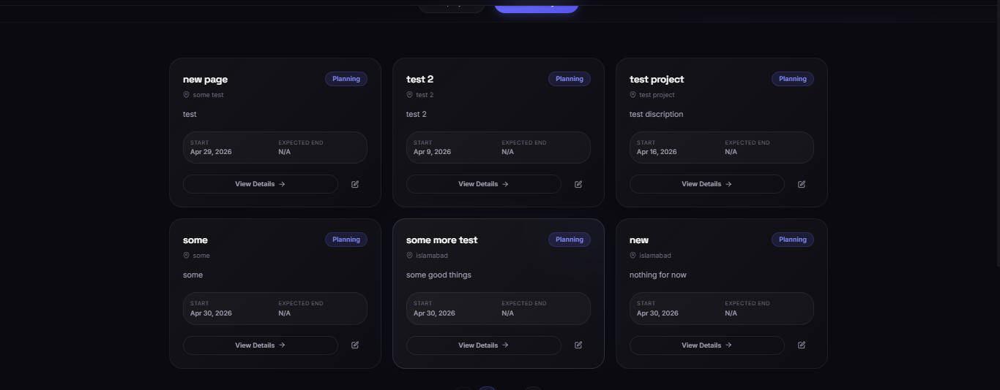 new page
Planning
some test
test
START
EXPECTED END
Apr 29, 2026
N/A
View Details
test 2
Planning
test 2
test 2
START
EXPECTED END
Apr 9, 2026
N/A
View Details
test project
Planning
test project
test discription
START
EXPECTED END
Apr 16, 2026
N/A
View Details
some
Planning
some
some
START
EXPECTED END
Apr 30, 2026
N/A
View Details
some more test
Planning
islamabad
some good things
START
EXPECTED END
Apr 30, 2026
N/A
View Details
new
Planning
islamabad
nothing for now
START
EXPECTED END
Apr 30, 2026
N/A
View Details